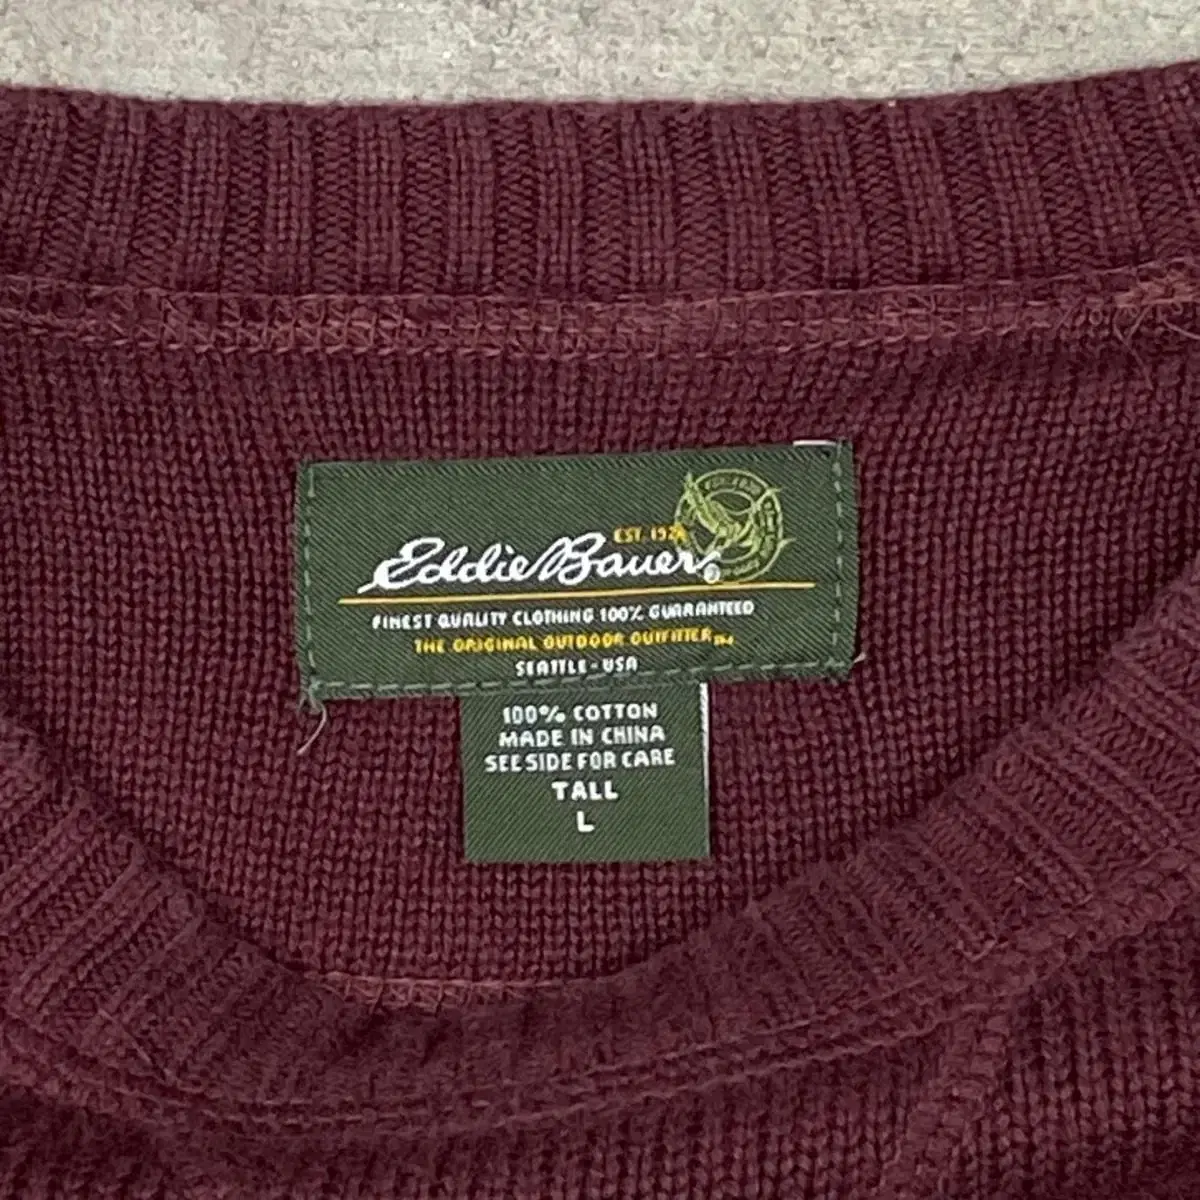 EST. 192
Eddie Bauer®
FINEST QUALITY CLOTHING 100% GUARANTEED
THE ORIGINAL OUTDOOR OUTFITTER
SEATTLE - USA
100% COTTON
MADE IN CHINA
SEE SIDE FOR CARE
TALL
L